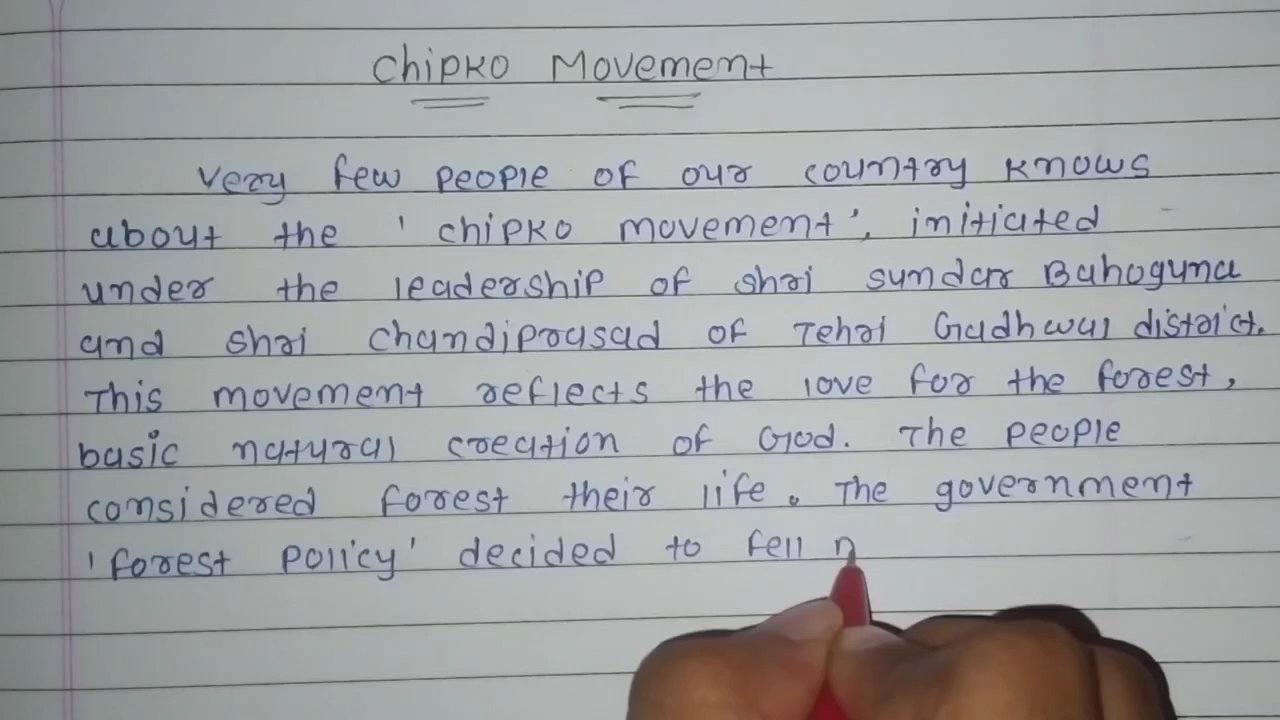 Chipko Movement
Very few people of our country knows
about the ' chipko movement', initiated
under the leadership of shri sundar Bahoguna
and shri Chandiprasad of Tehri Gadhwal district.
This movement reflects the love for the forest,
basic natural creation of God. The people
considered forest their life. The government
'forest policy' decided to fell n